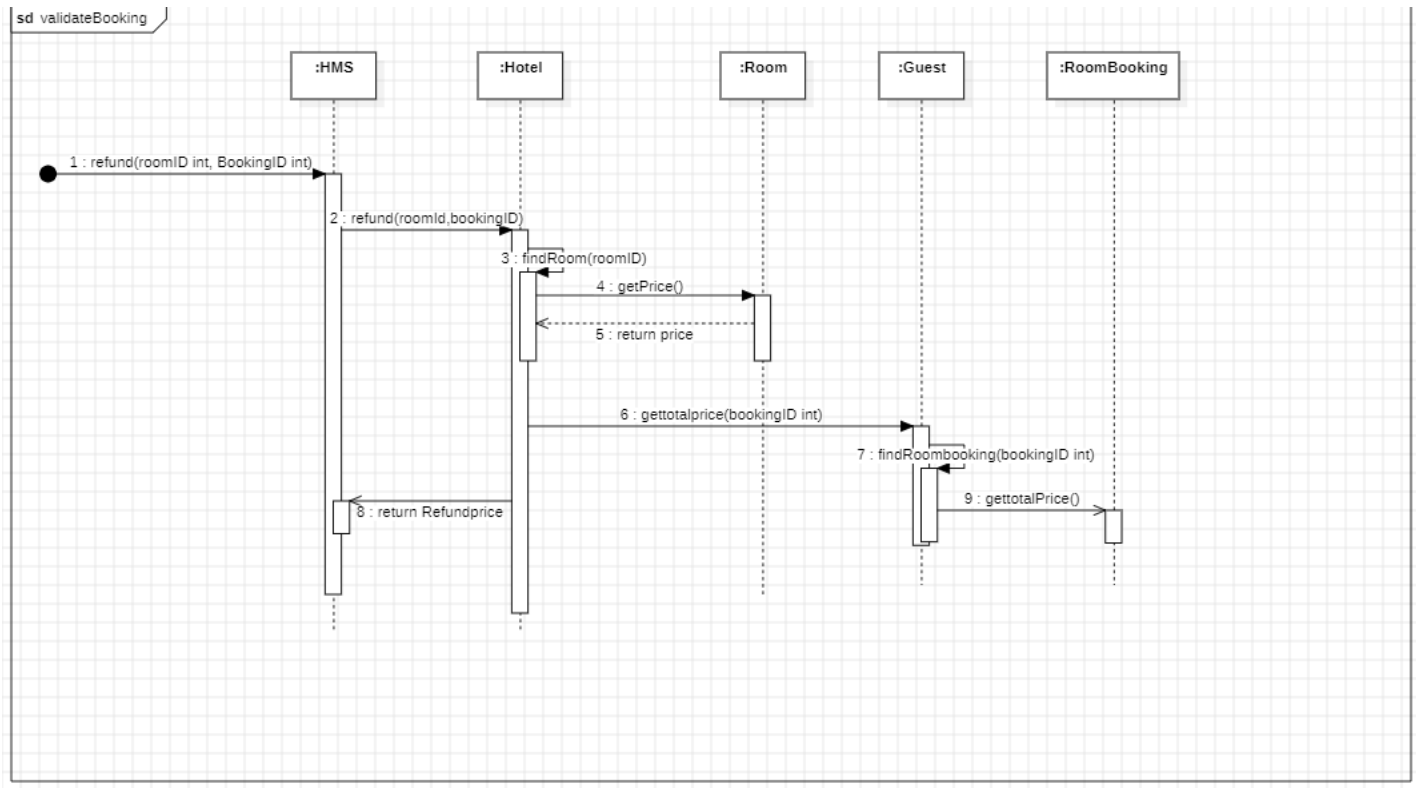 sd validateBooking
:HMS
:Hotel
:Room
:Guest
:RoomBooking
1 : refund(roomID int, BookingID int)
2 : refund(roomId,bookingID)
3 : findRoom(roomID)
4 : getPrice()
5 : return price
6 : gettotalprice(bookingID int)
7 : findRoombooking(bookingID int)
9 : gettotalPrice()
8 : return Refundprice